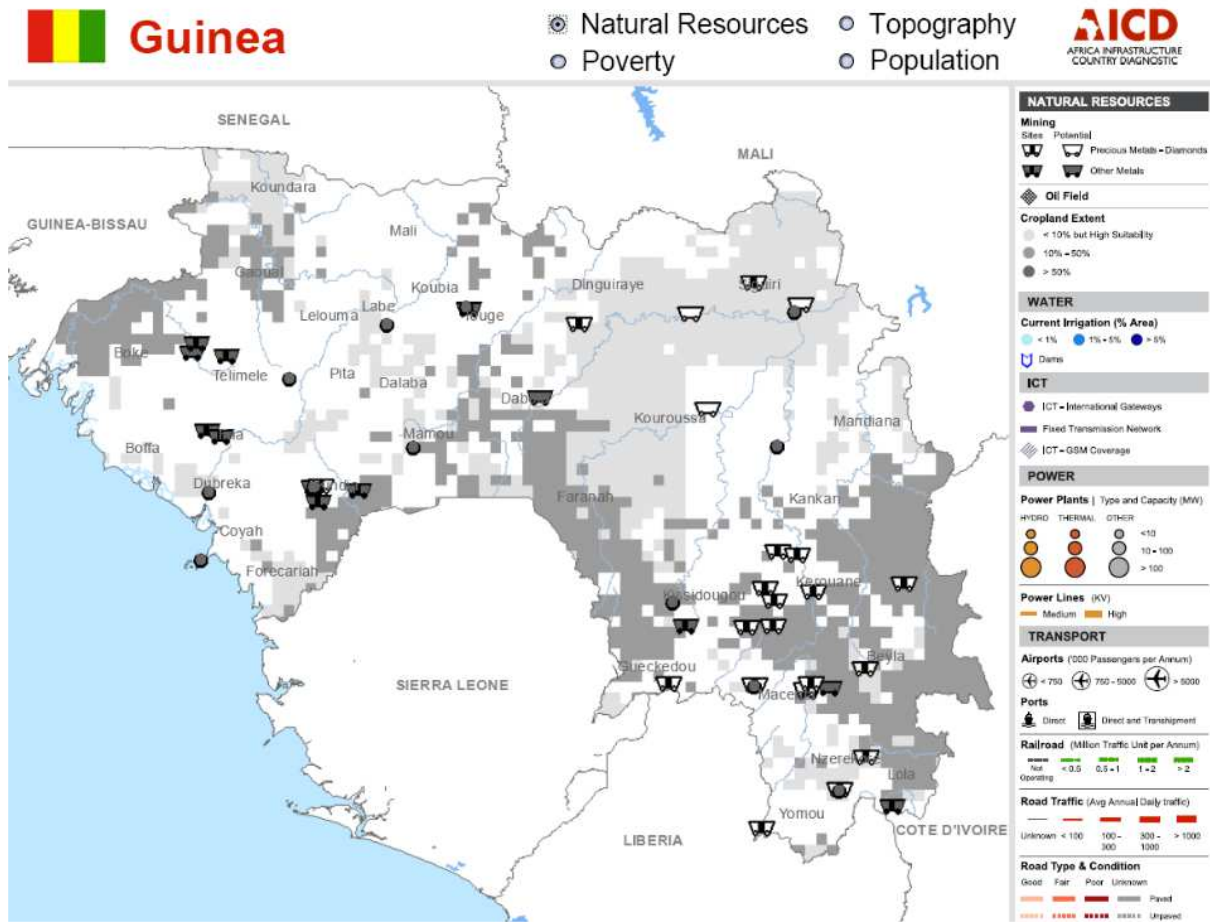 Guinea
Natural Resources
Topography
Poverty
Population
AICD
AFRICA INFRASTRUCTURE
COUNTRY DIAGNOSTIC
SENEGAL
MALI
GUINEA-BISSAU
Koundara
Mali
Gaoual
Koubia
Dinguiraye
Lelouma
Labe
Boke
Telimele
Pita
Dalaba
Kouroussa
Mandiana
Boffa
Mamou
Dubreka
Faranah
Kankan
Coyah
Forecariah
Kerouane
Gueckedou
Beyla
SIERRA LEONE
Lola
Yomou
LIBERIA
COTE D'IVOIRE
NATURAL RESOURCES
Mining
Sites Potential
Precious Metals - Diamonds
Other Metals
Oil Field
Cropland Extent
< 10% but High Suitability
10% - 50%
> 50%
WATER
Current Irrigation (% Area)
< 1% 1% - 5% > 5%
Dams
ICT
ICT - International Gateways
Fixed Transmission Network
ICT - GSM Coverage
POWER
Power Plants | Type and Capacity (MW)
HYDRO THERMAL OTHER
<10
10 - 100
> 100
Power Lines (KV)
Medium High
TRANSPORT
Airports ('000 Passengers per Annum)
< 750 750 - 5000 > 5000
Ports
Direct Direct and Transhipment
Railroad (Million Traffic Unit per Annum)
Not Operating < 0.5 0.5 - 1 1 - 2 > 2
Road Traffic (Avg Annual Daily traffic)
Unknown < 100 100 - 300 300 - 1000 > 1000
Road Type & Condition
Good Fair Poor Unknown
Paved
Unpaved